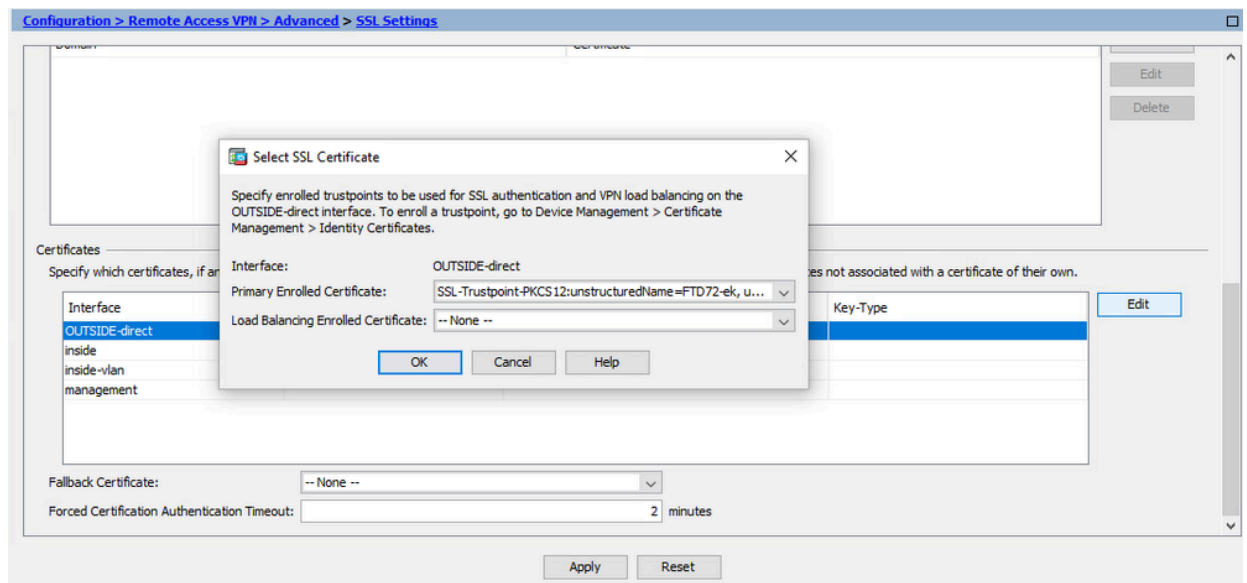 Configuration > Remote Access VPN > Advanced > SSL Settings
Edit
Delete
Select SSL Certificate
Specify enrolled trustpoints to be used for SSL authentication and VPN load balancing on the
OUTSIDE-direct interface. To enroll a trustpoint, go to Device Management > Certificate
Management > Identity Certificates.
Interface: OUTSIDE-direct
Primary Enrolled Certificate: SSL-Trustpoint-PKCS12:unstructuredName=FTD72-ek, u...
Load Balancing Enrolled Certificate: -- None --
OK Cancel Help
Certificates
Specify which certificates, if an es not associated with a certificate of their own.
Interface Key-Type
Edit
OUTSIDE-direct
inside
inside-vlan
management
Fallback Certificate: -- None --
Forced Certification Authentication Timeout: 2 minutes
Apply Reset